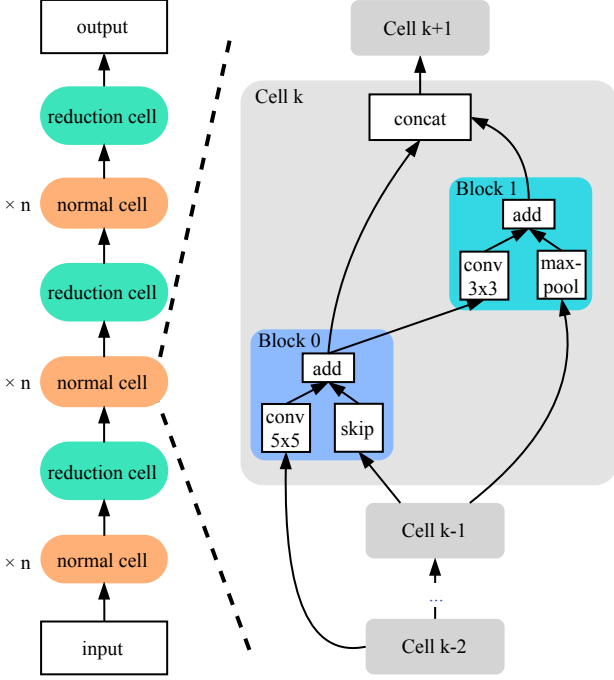 output
reduction cell
× n
normal cell
reduction cell
× n
normal cell
reduction cell
× n
normal cell
input
Cell k+1
Cell k
concat
Block 1
add
conv
3x3
max-
pool
Block 0
add
conv
5x5
skip
Cell k-1
...
Cell k-2